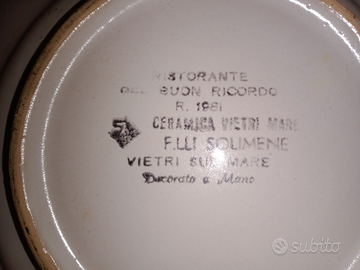 RISTORANTE
DEL BUON RICORDO
R. 1981
CERAMICA VIETRI MARE
F.LLI SOLIMENE
VIETRI SUL MARE
Decorato a Mano
subito